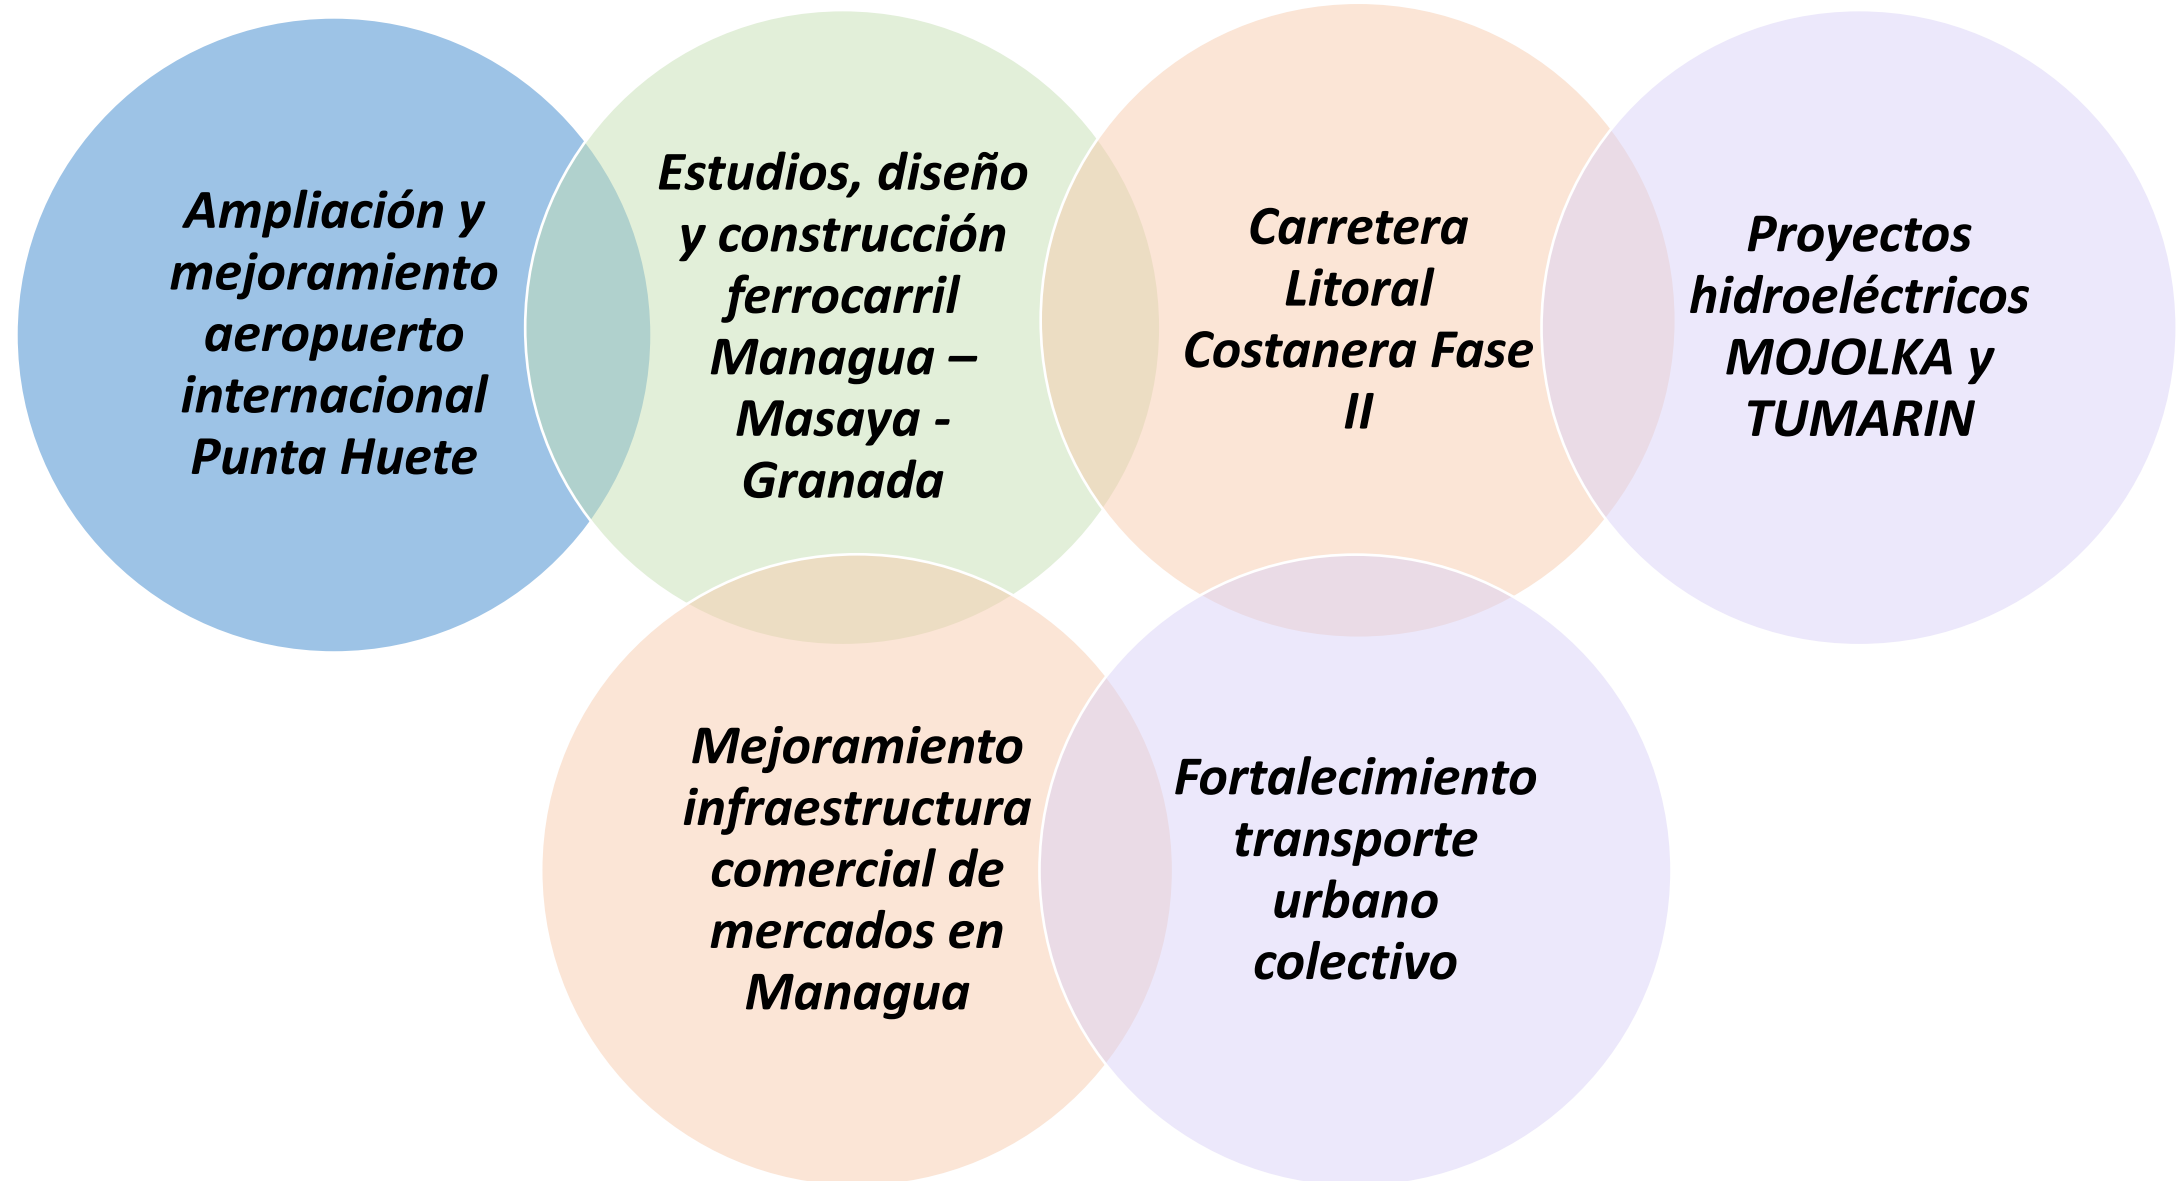 Ampliación y
mejoramiento
aeropuerto
internacional
Punta Huete
Estudios, diseño
y construcción
ferrocarril
Managua –
Masaya -
Granada
Carretera
Litoral
Costanera Fase
II
Proyectos
hidroeléctricos
MOJOLKA y
TUMARIN
Mejoramiento
infraestructura
comercial de
mercados en
Managua
Fortalecimiento
transporte
urbano
colectivo